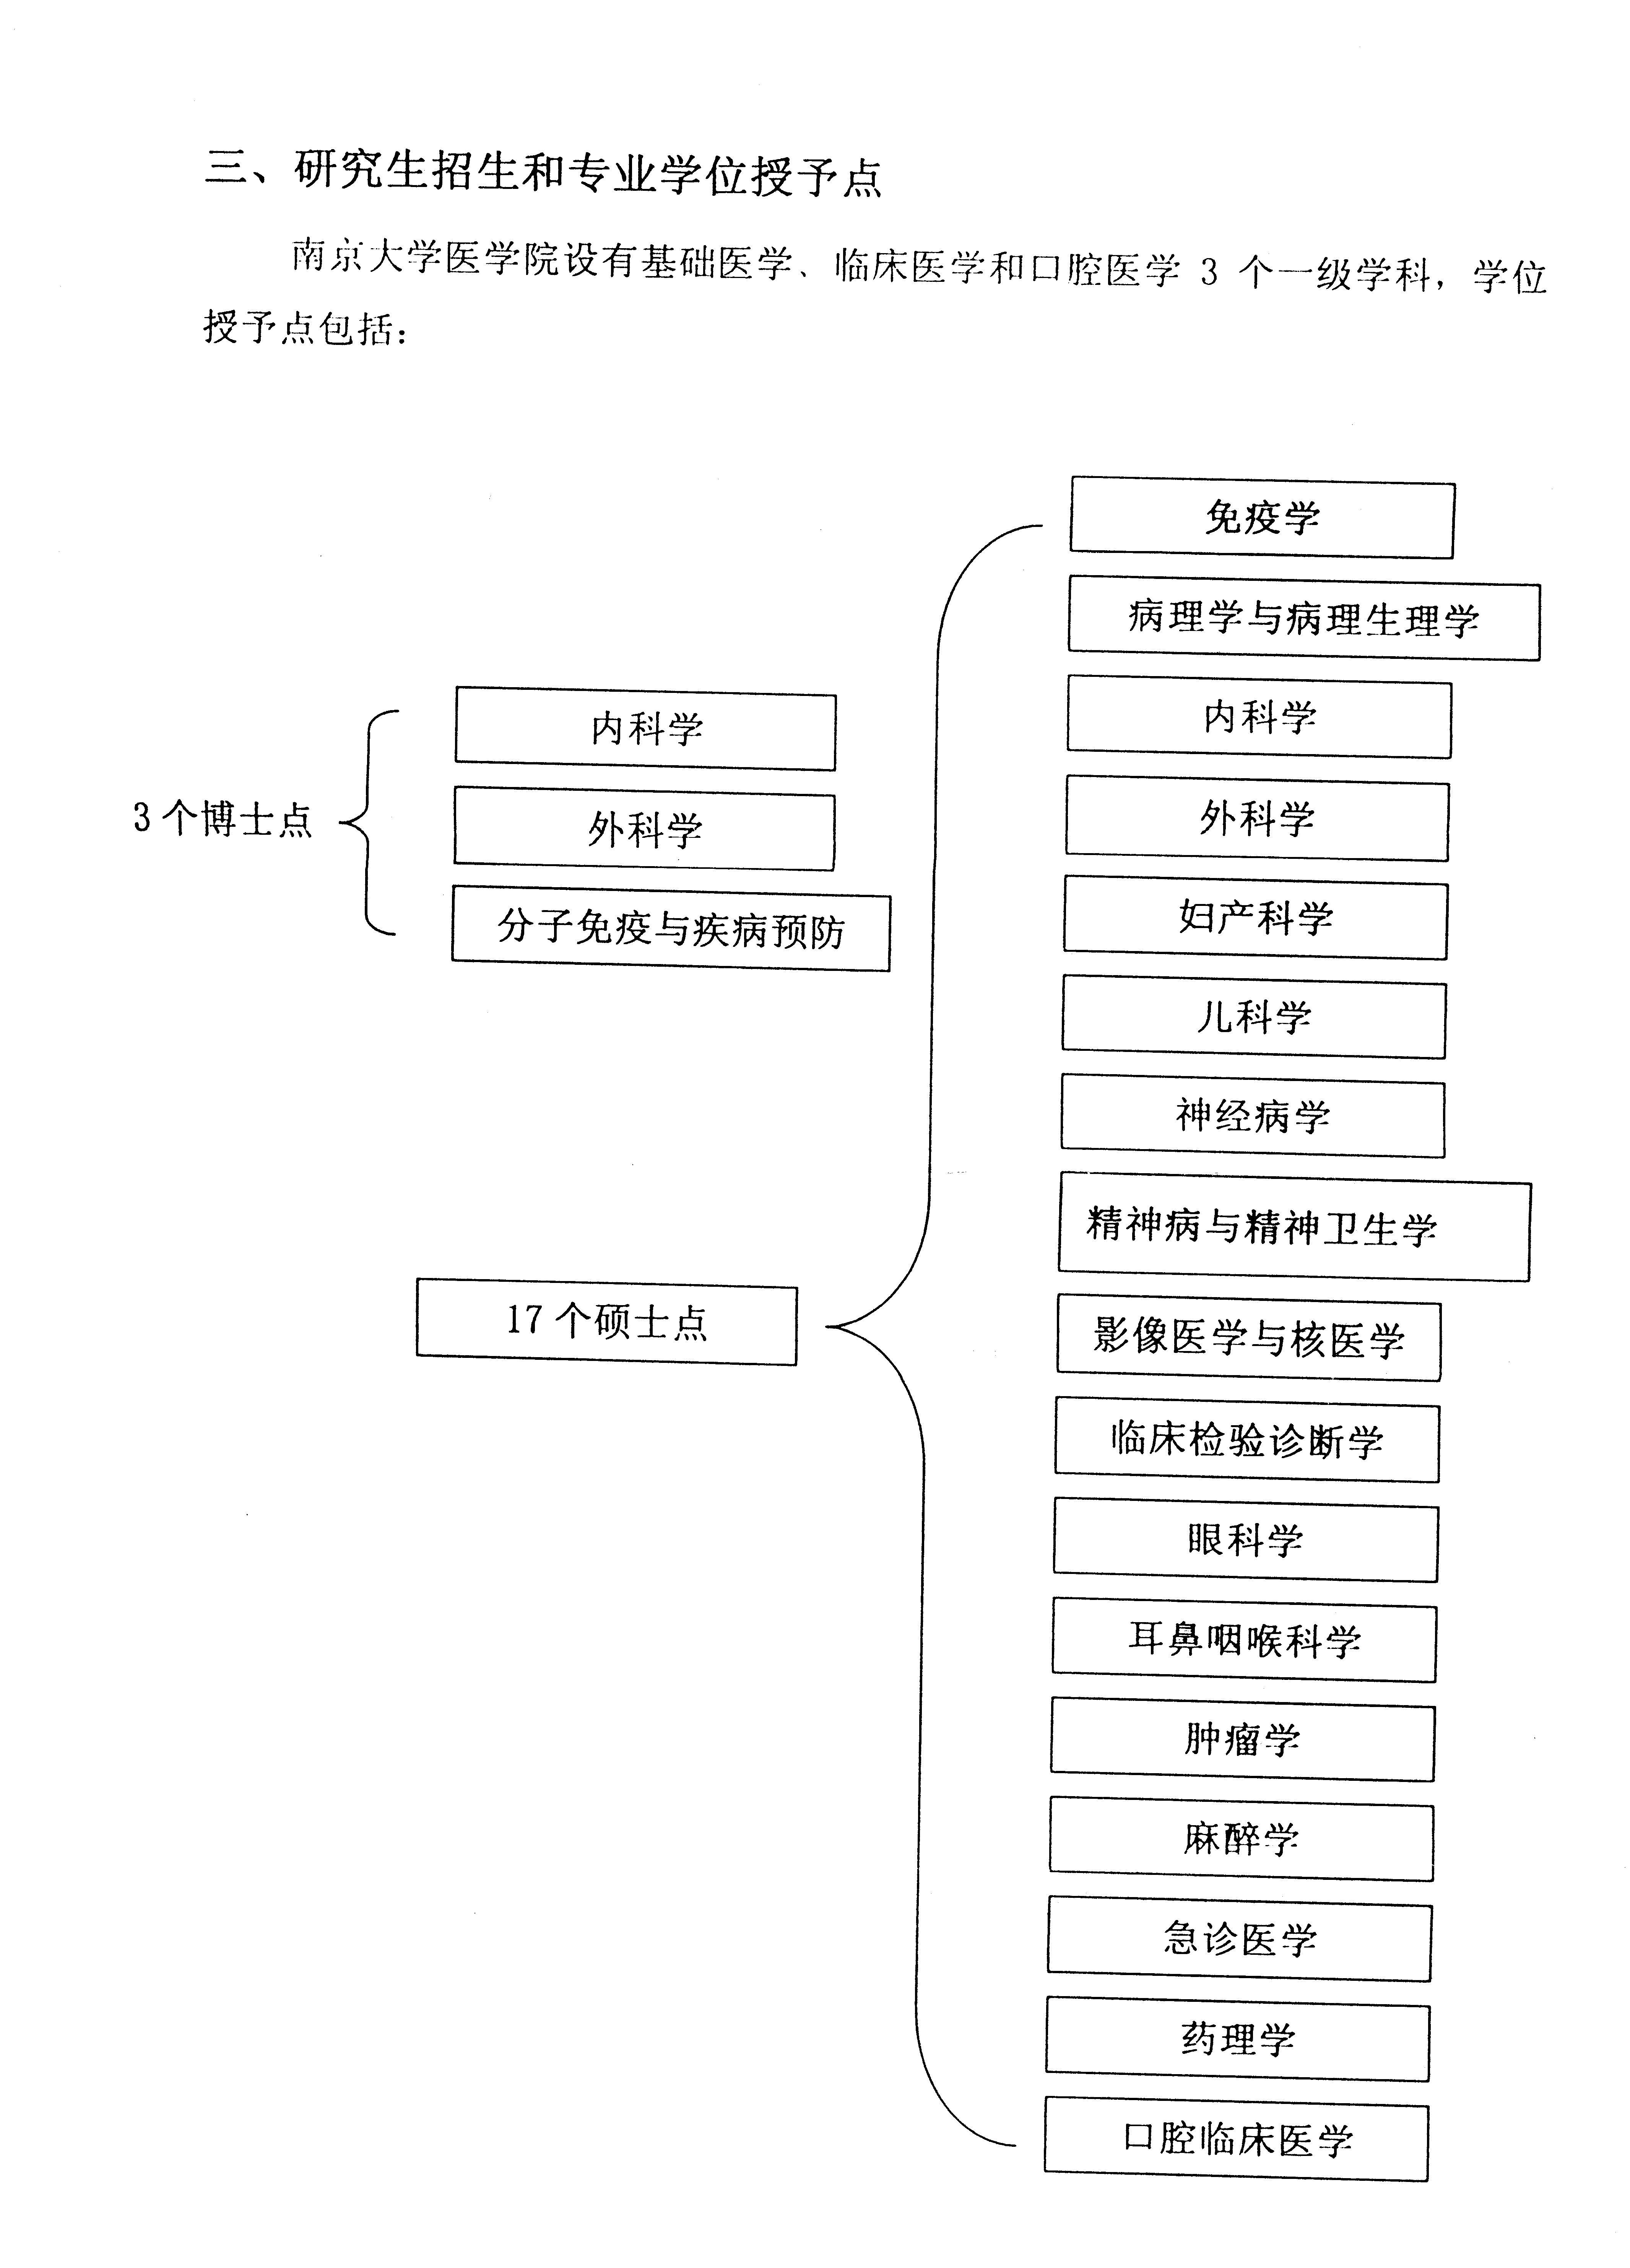 三、研究生招生和专业学位授予点
南京大学医学院设有基础医学、临床医学和口腔医学 3 个一级学科，学位
授予点包括：
3 个博士点
内科学
外科学
分子免疫与疾病预防
17 个硕士点
免疫学
病理学与病理生理学
内科学
外科学
妇产科学
儿科学
神经病学
精神病与精神卫生学
影像医学与核医学
临床检验诊断学
眼科学
耳鼻咽喉科学
肿瘤学
麻醉学
急诊医学
药理学
口腔临床医学